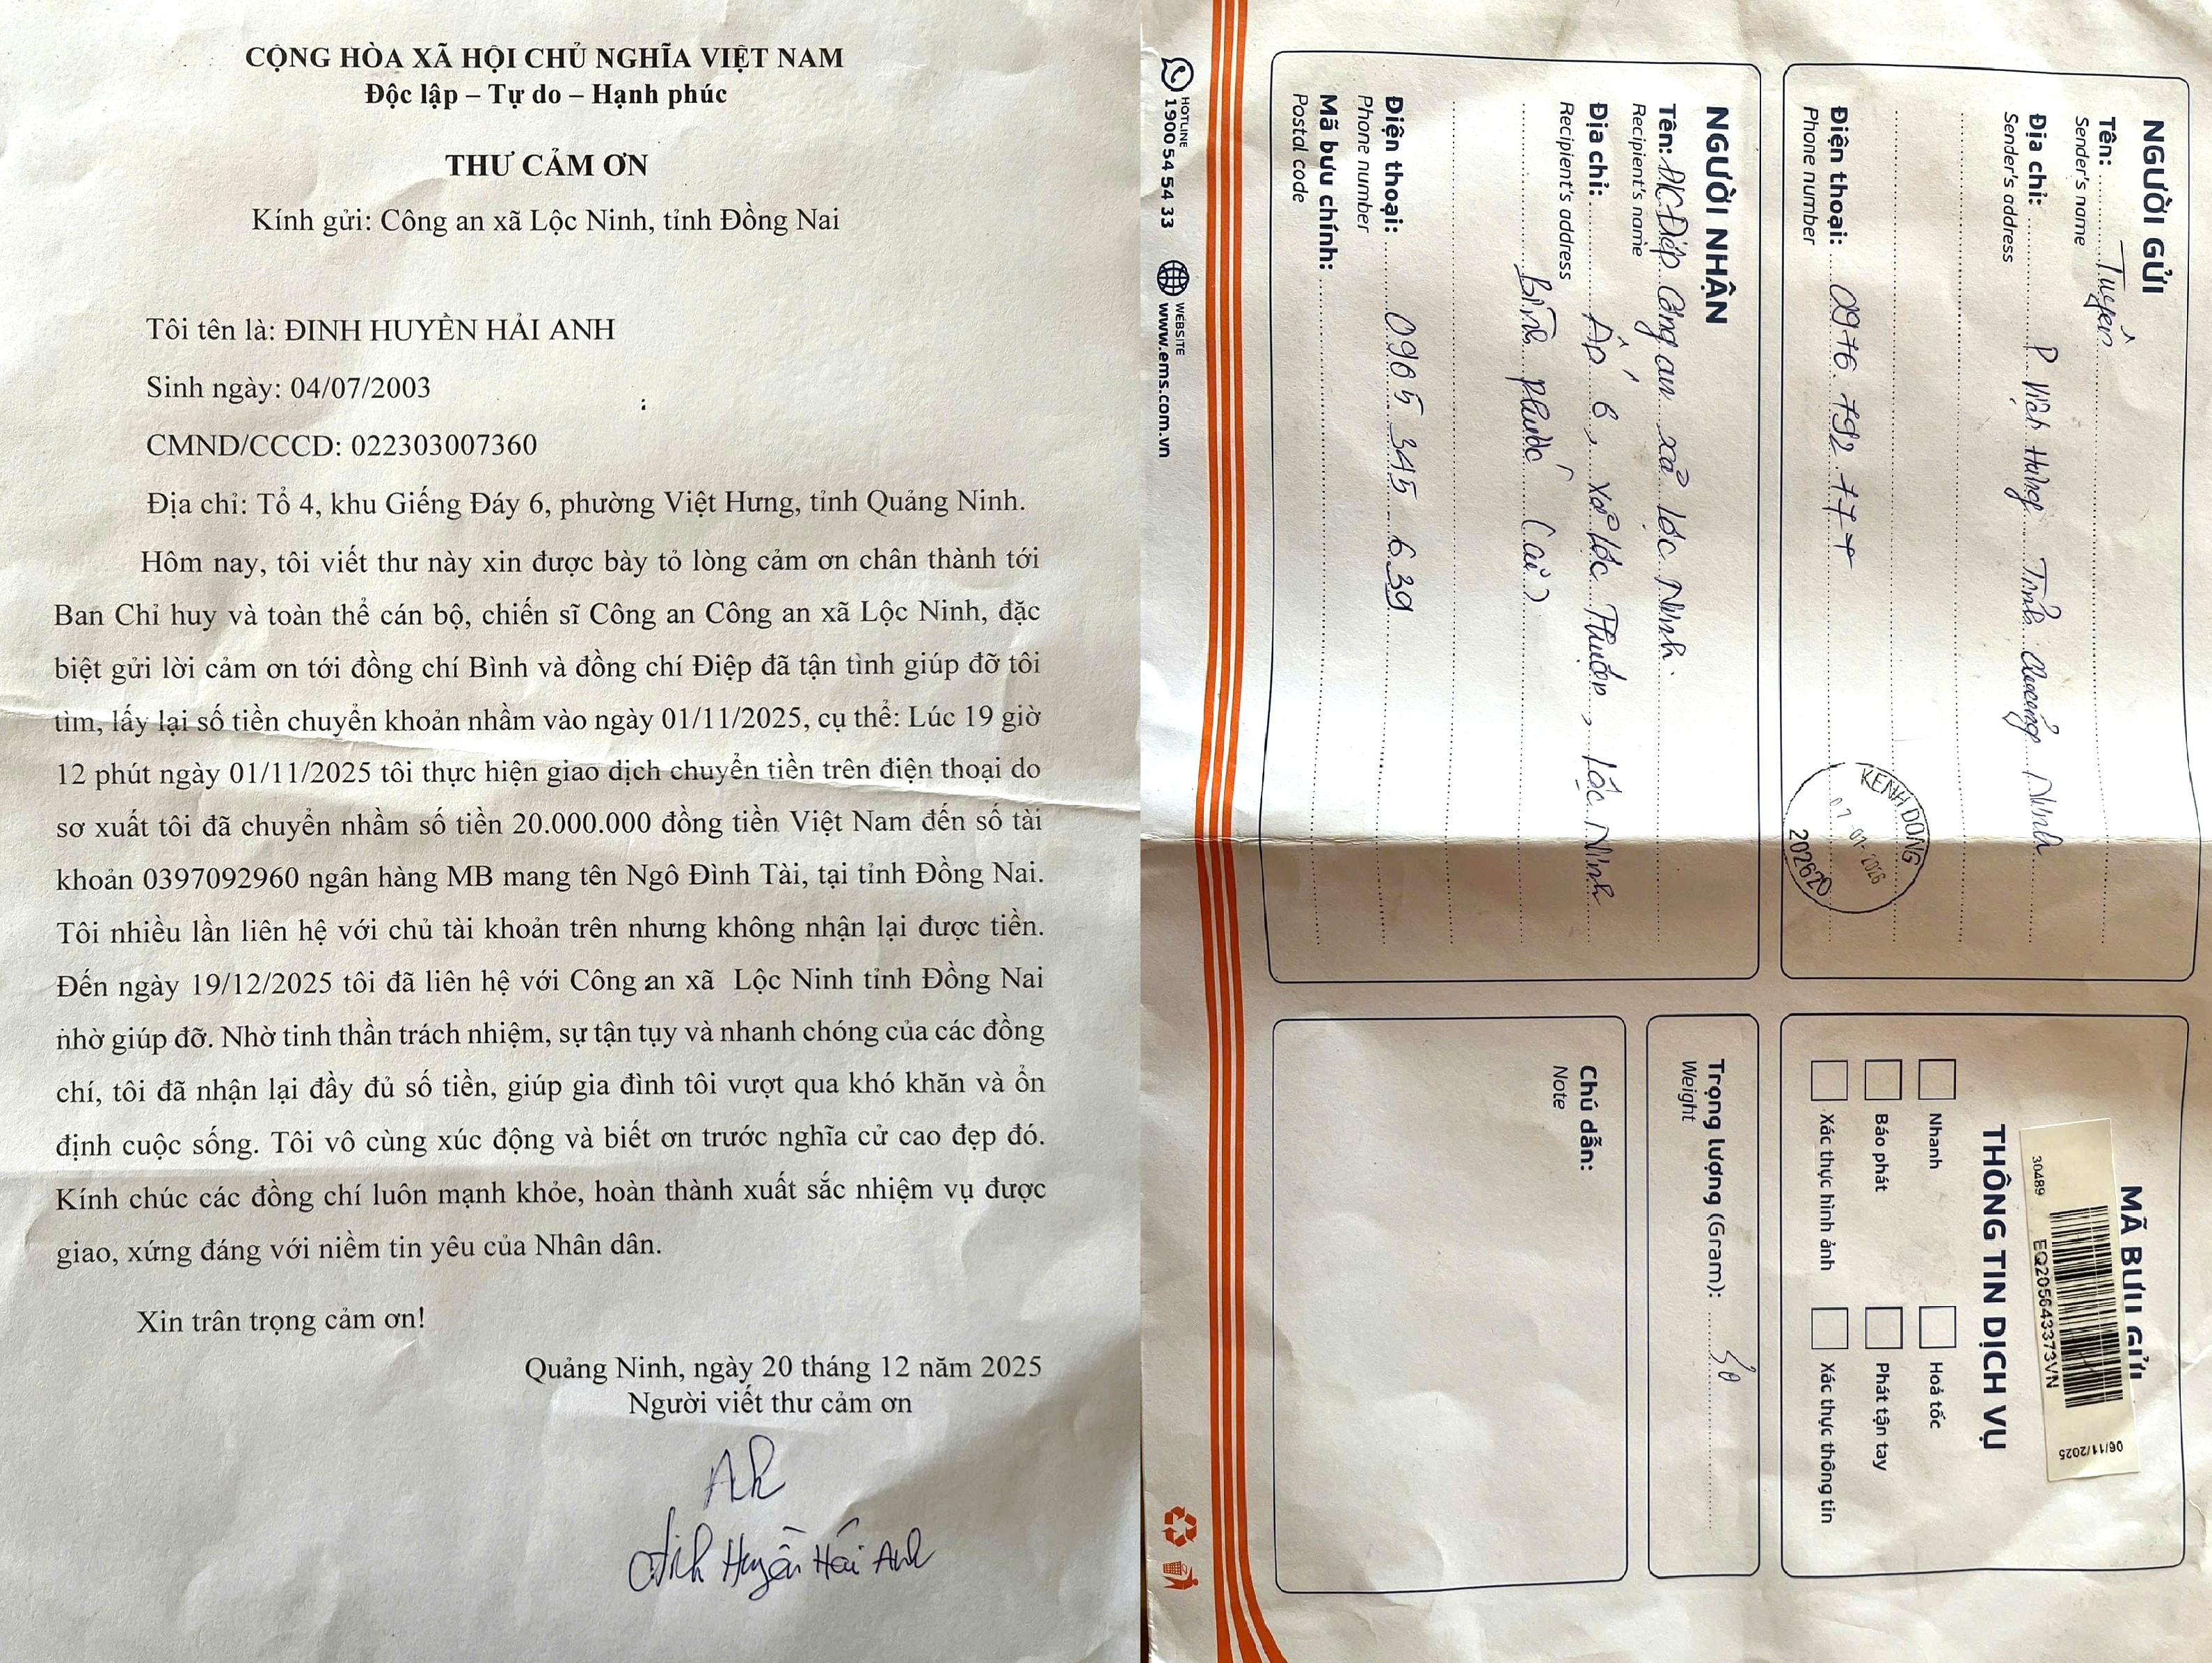 CỘNG HÒA XÃ HỘI CHỦ NGHĨA VIỆT NAM
Độc lập – Tự do – Hạnh phúc
THƯ CẢM ƠN
Kính gửi: Công an xã Lộc Ninh, tỉnh Đồng Nai
Tôi tên là: ĐINH HUYỀN HẢI ANH
Sinh ngày: 04/07/2003
CMND/CCCD: 022303007360
Địa chỉ: Tổ 4, khu Giếng Đáy 6, phường Việt Hưng, tỉnh Quảng Ninh.
Hôm nay, tôi viết thư này xin được bày tỏ lòng cảm ơn chân thành tới
Ban Chỉ huy và toàn thể cán bộ, chiến sĩ Công an Công an xã Lộc Ninh, đặc
biệt gửi lời cảm ơn tới đồng chí Bình và đồng chí Điệp đã tận tình giúp đỡ tôi
tìm, lấy lại số tiền chuyển khoản nhầm vào ngày 01/11/2025, cụ thể: Lúc 19 giờ
12 phút ngày 01/11/2025 tôi thực hiện giao dịch chuyển tiền trên điện thoại do
sơ xuất tôi đã chuyển nhầm số tiền 20.000.000 đồng tiền Việt Nam đến số tài
khoản 0397092960 ngân hàng MB mang tên Ngô Đình Tài, tại tỉnh Đồng Nai.
Tôi nhiều lần liên hệ với chủ tài khoản trên nhưng không nhận lại được tiền.
Đến ngày 19/12/2025 tôi đã liên hệ với Công an xã Lộc Ninh tỉnh Đồng Nai
nhờ giúp đỡ. Nhờ tinh thần trách nhiệm, sự tận tụy và nhanh chóng của các đồng
chí, tôi đã nhận lại đầy đủ số tiền, giúp gia đình tôi vượt qua khó khăn và ổn
định cuộc sống. Tôi vô cùng xúc động và biết ơn trước nghĩa cử cao đẹp đó.
Kính chúc các đồng chí luôn mạnh khỏe, hoàn thành xuất sắc nhiệm vụ được
giao, xứng đáng với niềm tin yêu của Nhân dân.
Xin trân trọng cảm ơn!
Quảng Ninh, ngày 20 tháng 12 năm 2025
Người viết thư cảm ơn
Đinh Huyền Hải Anh
NGƯỜI GỬI
Tên: Tuyền
Sender's name
Địa chỉ: P Việt Hưng Tỉnh Quảng Ninh
Sender's address
Điện thoại: 0976 792 777
Phone number
KENH DONG
07 01-2026
202620
NGƯỜI NHẬN
Tên: Điệp Công an xã Lộc Ninh
Recipient's name
Địa chỉ: Ấp 6, xã Lộc Thuận, Lộc Ninh
Recipient's address
Bình Phước (cũ)
Điện thoại: 0965 345 639
Phone number
Mã bưu chính:
Postal code
HOTLINE
1900 54 54 33
WEBSITE
www.ems.com.vn
MÃ BƯU GỬI
30489
EQ205643373VN
06/11/2025
THÔNG TIN DỊCH VỤ
Nhanh
Hoả tốc
Báo phát
Phát tận tay
Xác thực hình ảnh
Xác thực thông tin
Trọng lượng (Gram): 50
Weight
Chú dẫn:
Note